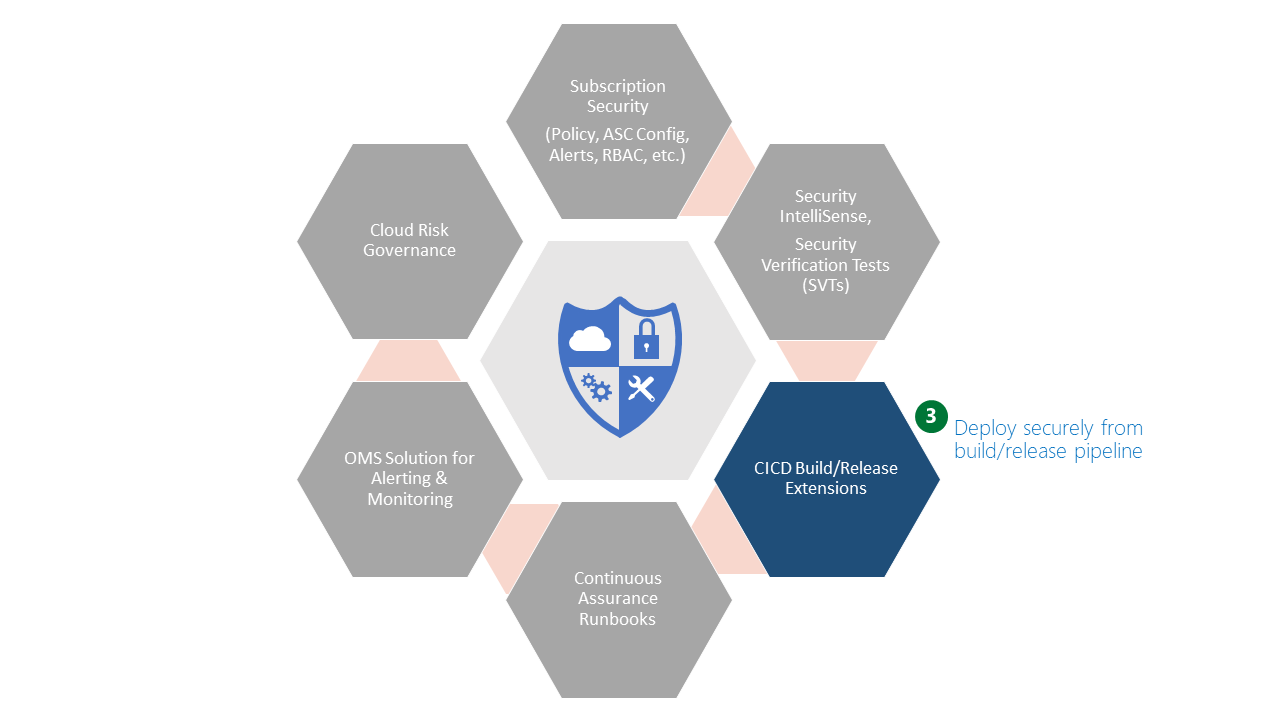 Subscription
Security
(Policy, ASC Config,
Alerts, RBAC, etc.)
Security
IntelliSense,
Security
Verification Tests
(SVTs)
Cloud Risk
Governance
3
Deploy securely from
build/release pipeline
CICD Build/Release
Extensions
OMS Solution for
Alerting &
Monitoring
Continuous
Assurance
Runbooks